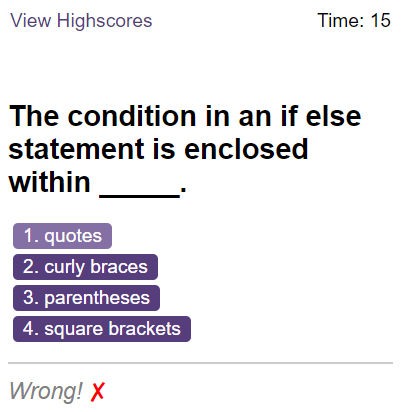 View Highscores
Time: 15
The condition in an if else
statement is enclosed
within _____.
1. quotes
2. curly braces
3. parentheses
4. square brackets
Wrong! ✗